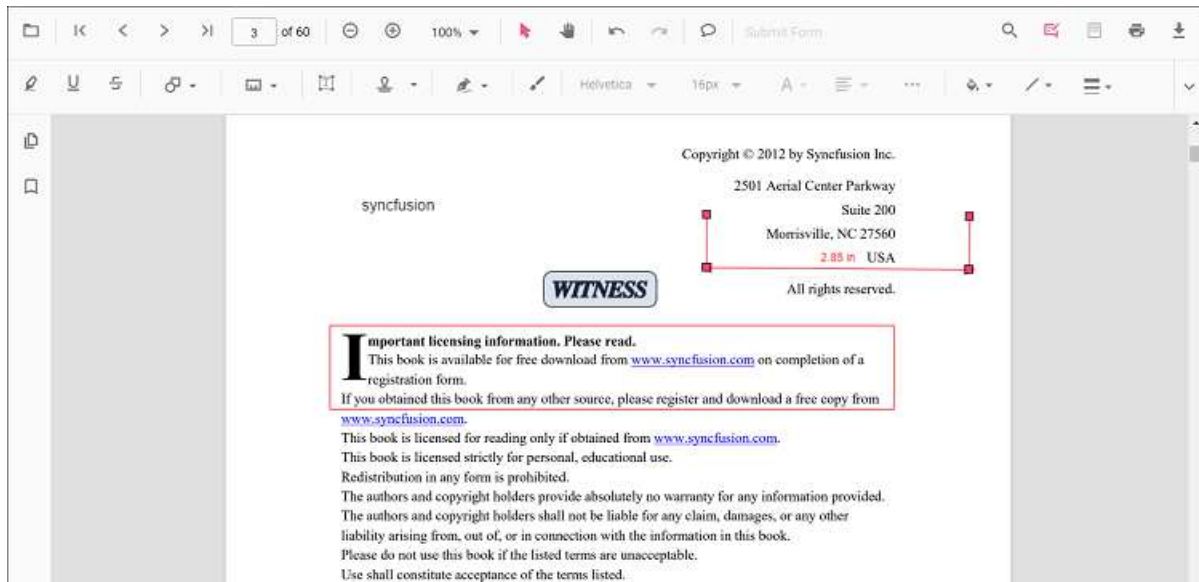 3 of 60 100% Submit Form
Helvetica 16px A
Copyright © 2012 by Syncfusion Inc.
2501 Aerial Center Parkway
syncfusion
Suite 200
Morrisville, NC 27560
2.85 in USA
WITNESS
All rights reserved.
Important licensing information. Please read.
This book is available for free download from www.syncfusion.com on completion of a
registration form.
If you obtained this book from any other source, please register and download a free copy from
www.syncfusion.com.
This book is licensed for reading only if obtained from www.syncfusion.com.
This book is licensed strictly for personal, educational use.
Redistribution in any form is prohibited.
The authors and copyright holders provide absolutely no warranty for any information provided.
The authors and copyright holders shall not be liable for any claim, damages, or any other
liability arising from, out of, or in connection with the information in this book.
Please do not use this book if the listed terms are unacceptable.
Use shall constitute acceptance of the terms listed.